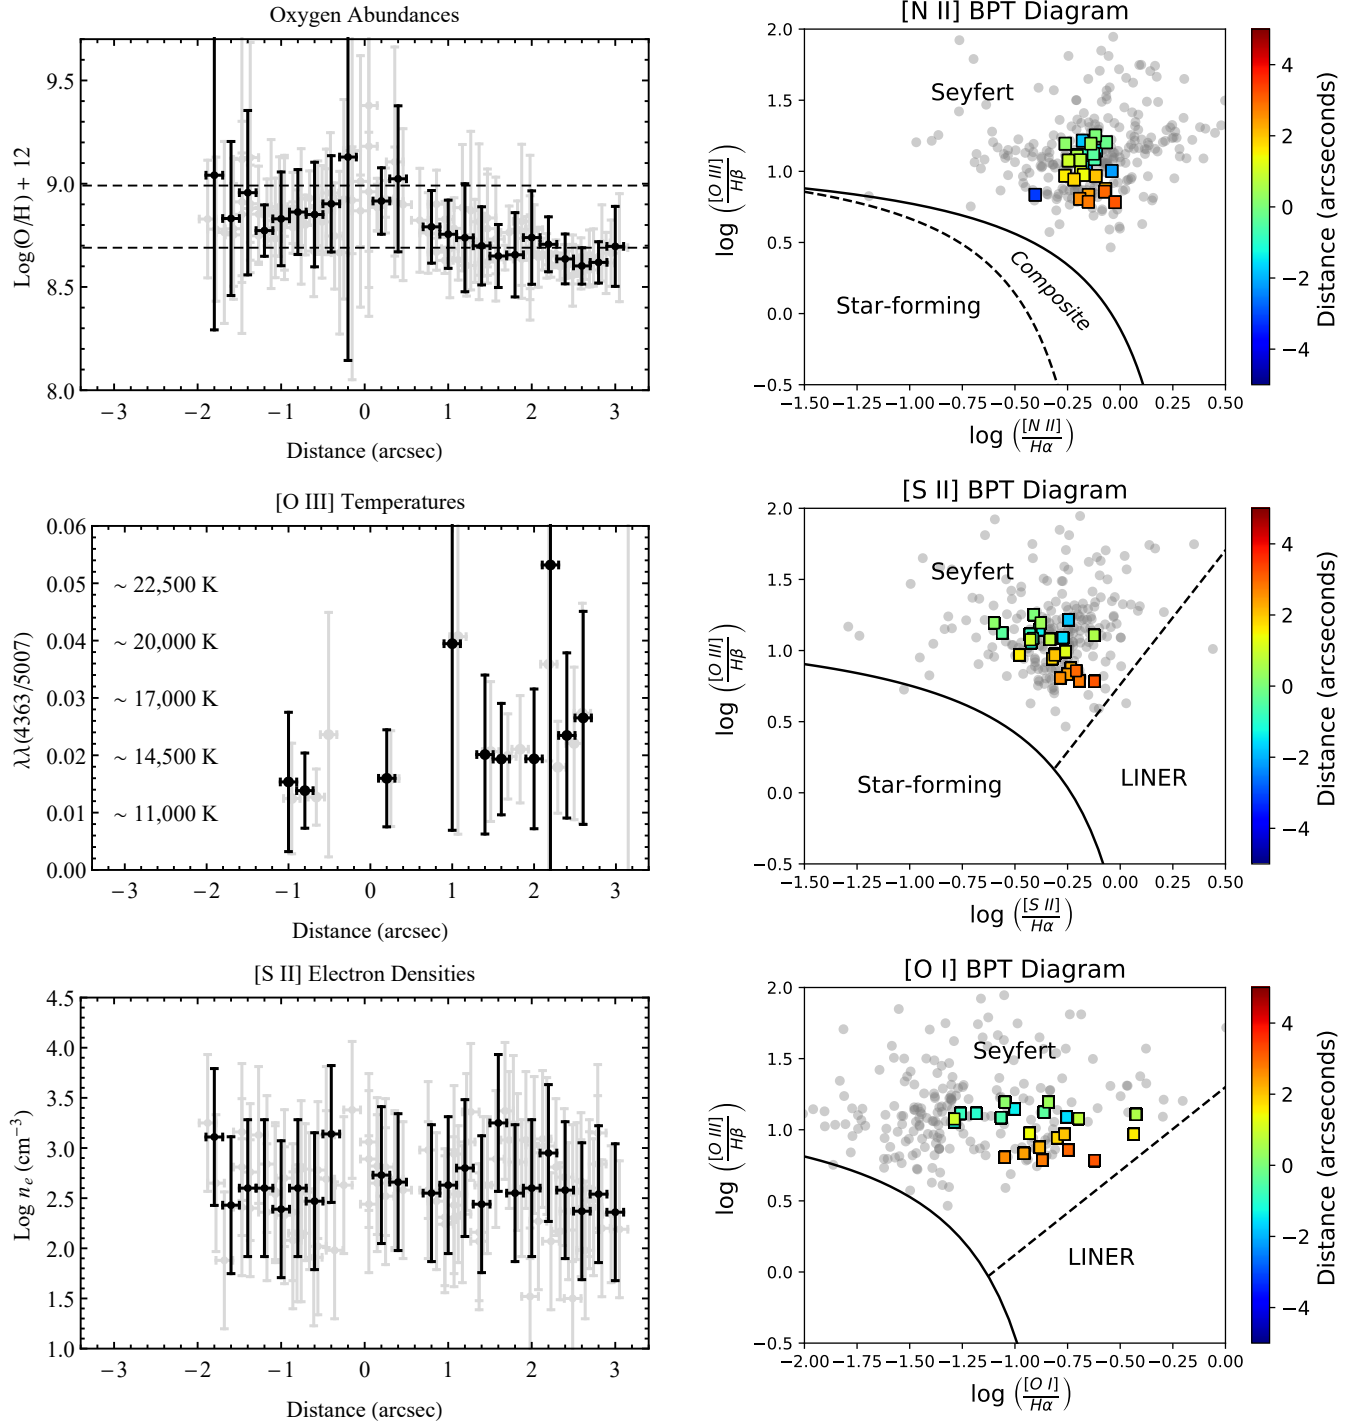 Oxygen Abundances
Log(O/H) + 12
9.5
9.0
8.5
8.0
−3 −2 −1 0 1 2 3
Distance (arcsec)
[N II] BPT Diagram
log ([O III]/Hβ)
2.0
1.5
1.0
0.5
0.0
−0.5
Seyfert
Composite
Star-forming
−1.50 −1.25 −1.00 −0.75 −0.50 −0.25 0.00 0.25 0.50
log ([N II]/Hα)
4
2
0
−2
−4
Distance (arcseconds)
[O III] Temperatures
λλ(4363/5007)
0.06
0.05
0.04
0.03
0.02
0.01
0.00
~ 22,500 K
~ 20,000 K
~ 17,000 K
~ 14,500 K
~ 11,000 K
−3 −2 −1 0 1 2 3
Distance (arcsec)
[S II] BPT Diagram
log ([O III]/Hβ)
2.0
1.5
1.0
0.5
0.0
−0.5
Seyfert
Star-forming
LINER
−1.50 −1.25 −1.00 −0.75 −0.50 −0.25 0.00 0.25 0.50
log ([S II]/Hα)
4
2
0
−2
−4
Distance (arcseconds)
[S II] Electron Densities
Log nₑ (cm⁻³)
4.5
4.0
3.5
3.0
2.5
2.0
1.5
1.0
−3 −2 −1 0 1 2 3
Distance (arcsec)
[O I] BPT Diagram
log ([O III]/Hβ)
2.0
1.5
1.0
0.5
0.0
−0.5
Seyfert
LINER
−2.00 −1.75 −1.50 −1.25 −1.00 −0.75 −0.50 −0.25 0.00
log ([O I]/Hα)
4
2
0
−2
−4
Distance (arcseconds)